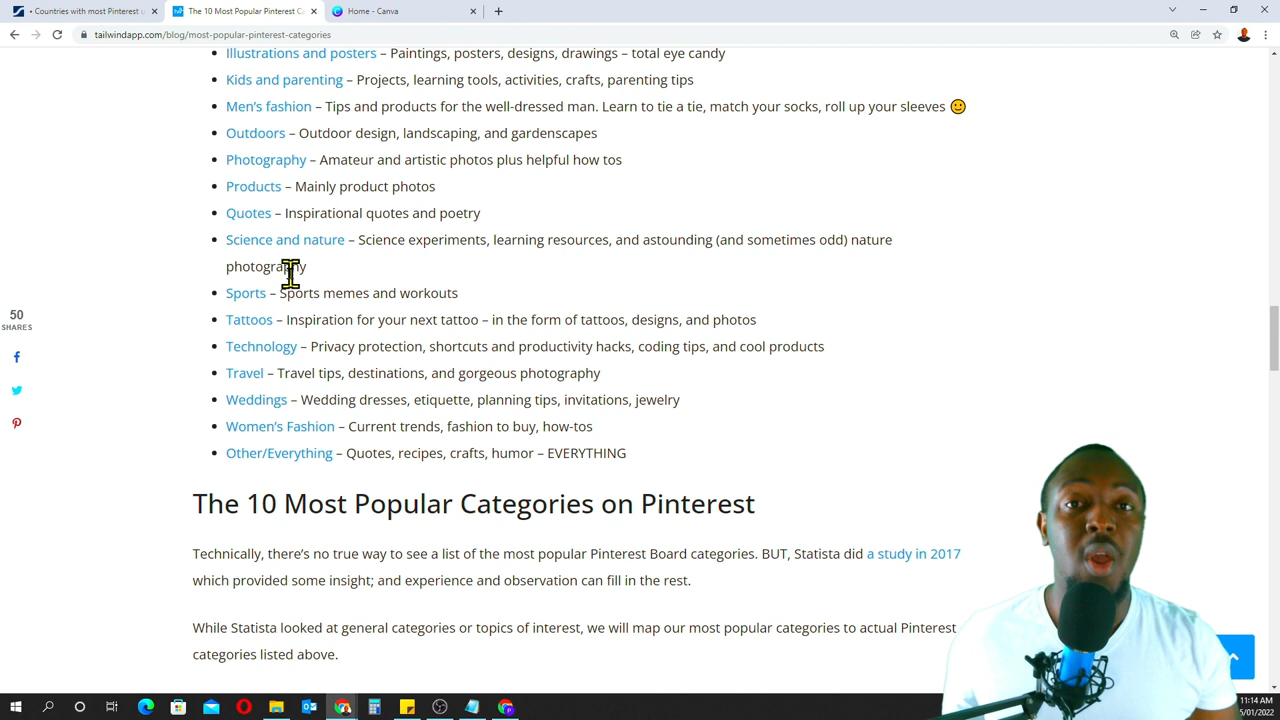 • Countries with most Pinterest u
The 10 Most Popular Pinterest Ca
Home - Canva
tailwindapp.com/blog/most-popular-pinterest-categories
Illustrations and posters – Paintings, posters, designs, drawings – total eye candy
Kids and parenting – Projects, learning tools, activities, crafts, parenting tips
Men's fashion – Tips and products for the well-dressed man. Learn to tie a tie, match your socks, roll up your sleeves
Outdoors – Outdoor design, landscaping, and gardenscapes
Photography – Amateur and artistic photos plus helpful how tos
Products – Mainly product photos
Quotes – Inspirational quotes and poetry
Science and nature – Science experiments, learning resources, and astounding (and sometimes odd) nature
photography
Sports – Sports memes and workouts
Tattoos – Inspiration for your next tattoo – in the form of tattoos, designs, and photos
Technology – Privacy protection, shortcuts and productivity hacks, coding tips, and cool products
Travel – Travel tips, destinations, and gorgeous photography
Weddings – Wedding dresses, etiquette, planning tips, invitations, jewelry
Women's Fashion – Current trends, fashion to buy, how-tos
Other/Everything – Quotes, recipes, crafts, humor – EVERYTHING
50
SHARES
The 10 Most Popular Categories on Pinterest
Technically, there's no true way to see a list of the most popular Pinterest Board categories. BUT, Statista did a study in 2017
which provided some insight; and experience and observation can fill in the rest.
While Statista looked at general categories or topics of interest, we will map our most popular categories to actual Pinterest
categories listed above.
11:14 AM
5/01/2022